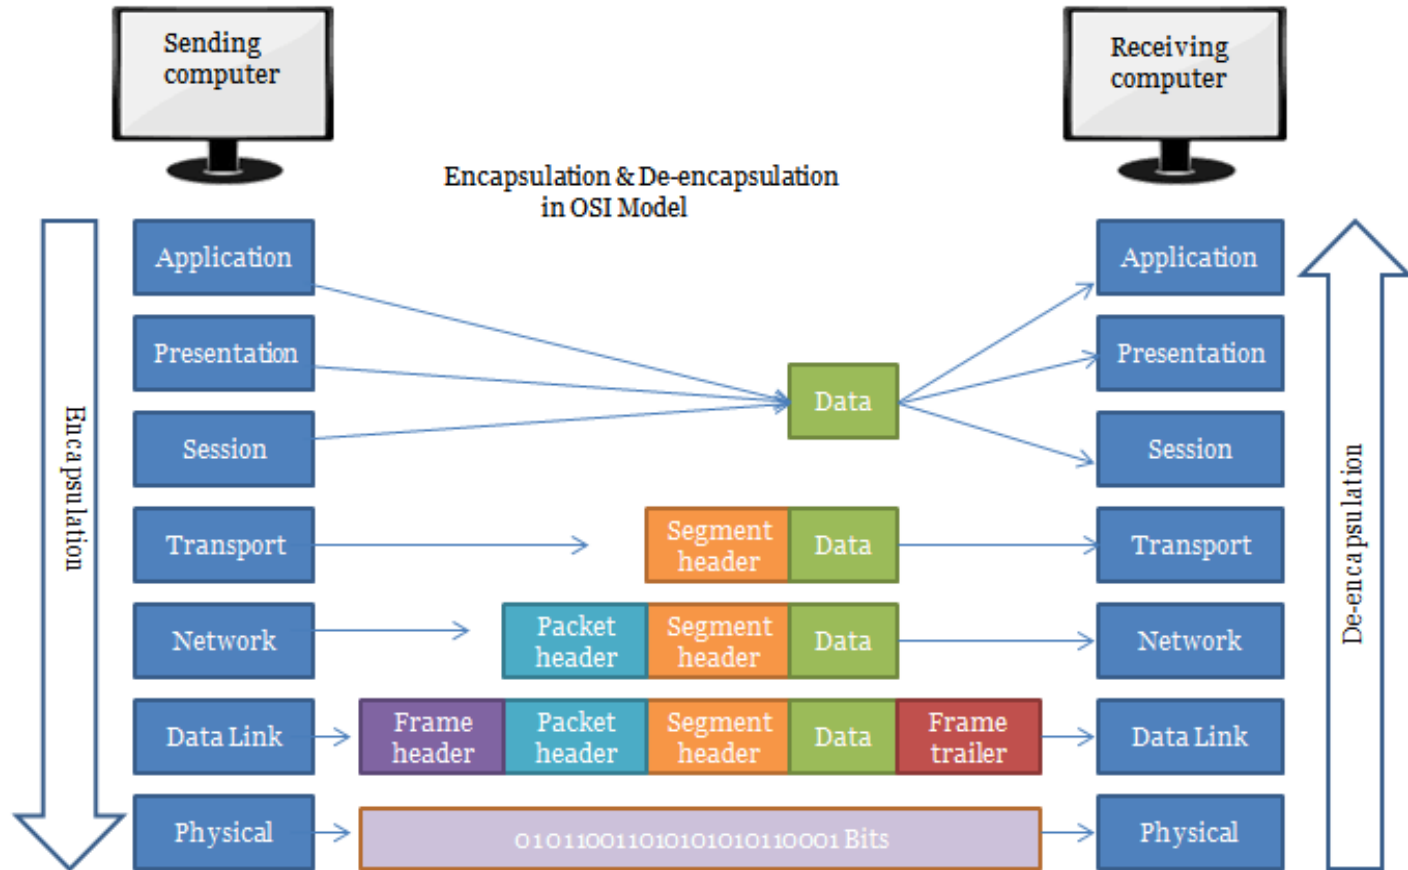 Sending
computer
Receiving
computer
Encapsulation & De-encapsulation
in OSI Model
Encapsulation
Application
Presentation
Session
Transport
Network
Data Link
Physical
Data
Segment
header
Data
Packet
header
Segment
header
Data
Frame
header
Packet
header
Segment
header
Data
Frame
trailer
010110011010101010110001 Bits
Application
Presentation
Session
Transport
Network
Data Link
Physical
De-encapsulation